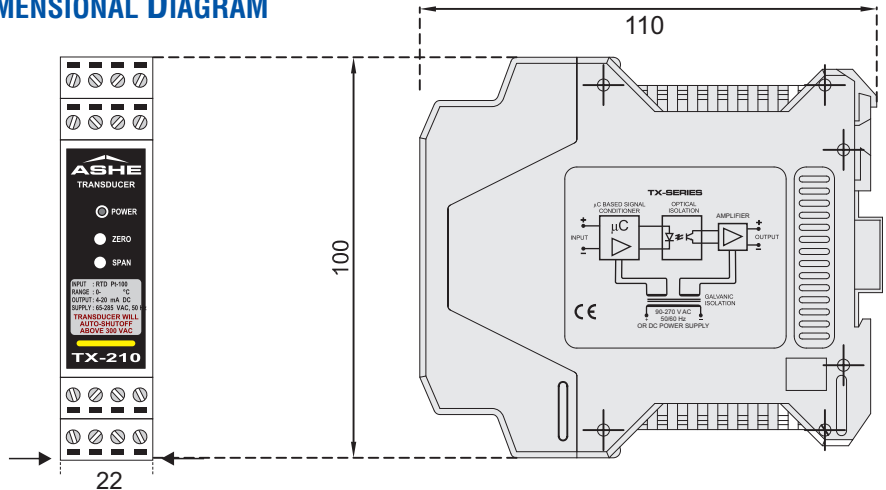 MENSIONAL DIAGRAM
110
100
22
ASHE
TRANSDUCER
POWER
ZERO
SPAN
INPUT : RTD Pt-100
RANGE : 0- °C
OUTPUT: 4-20 mA DC
SUPPLY: 65-285 VAC, 50 Hz
TRANSDUCER WILL
AUTO-SHUTOFF
ABOVE 300 VAC
TX-210
TX-SERIES
µC BASED SIGNAL
CONDITIONER
OPTICAL
ISOLATION
AMPLIFIER
+
µC
+
INPUT
OUTPUT
–
–
GALVANIC
ISOLATION
CE
90-270 V AC
+
–
50/60 Hz
OR DC POWER SUPPLY